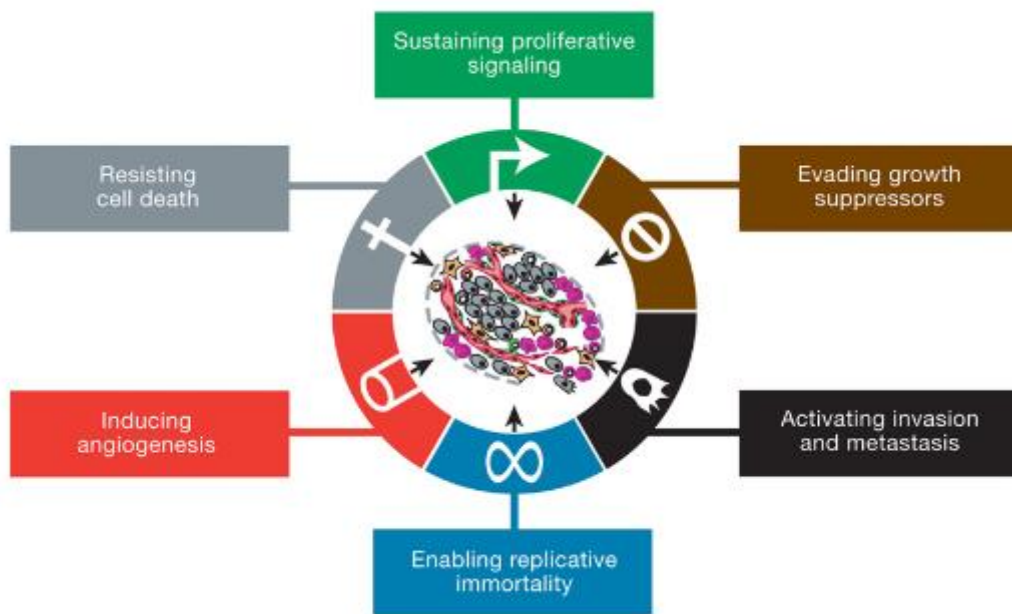 Sustaining proliferative
signaling
Resisting
cell death
Evading growth
suppressors
Inducing
angiogenesis
Activating invasion
and metastasis
Enabling replicative
immortality